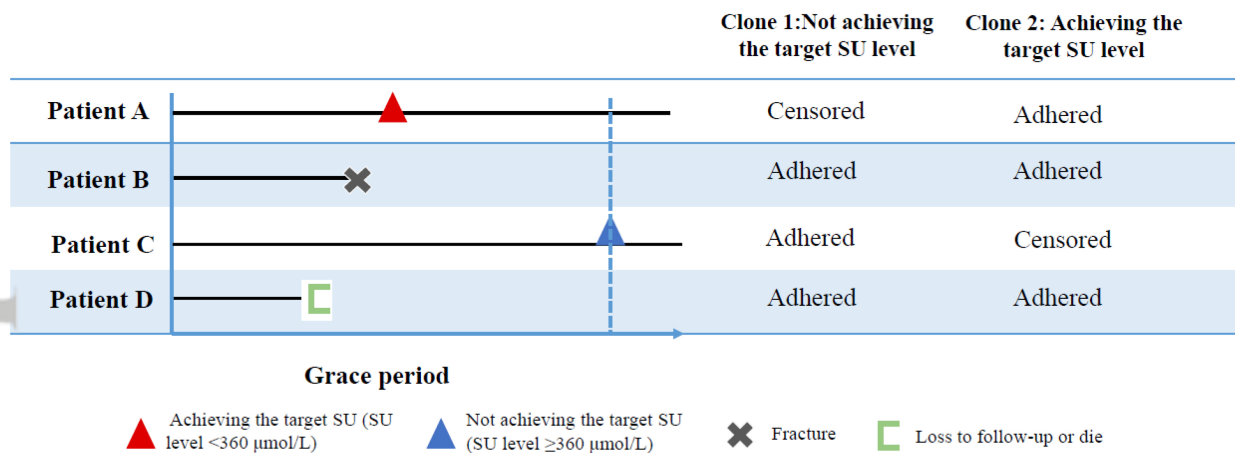 Clone 1:Not achieving the target SU level
Clone 2: Achieving the target SU level
Patient A
Censored
Adhered
Patient B
Adhered
Adhered
Patient C
Adhered
Censored
Patient D
Adhered
Adhered
Grace period
Achieving the target SU (SU
level <360 μmol/L)
Not achieving the target SU
(SU level ≥360 μmol/L)
Fracture
Loss to follow-up or die